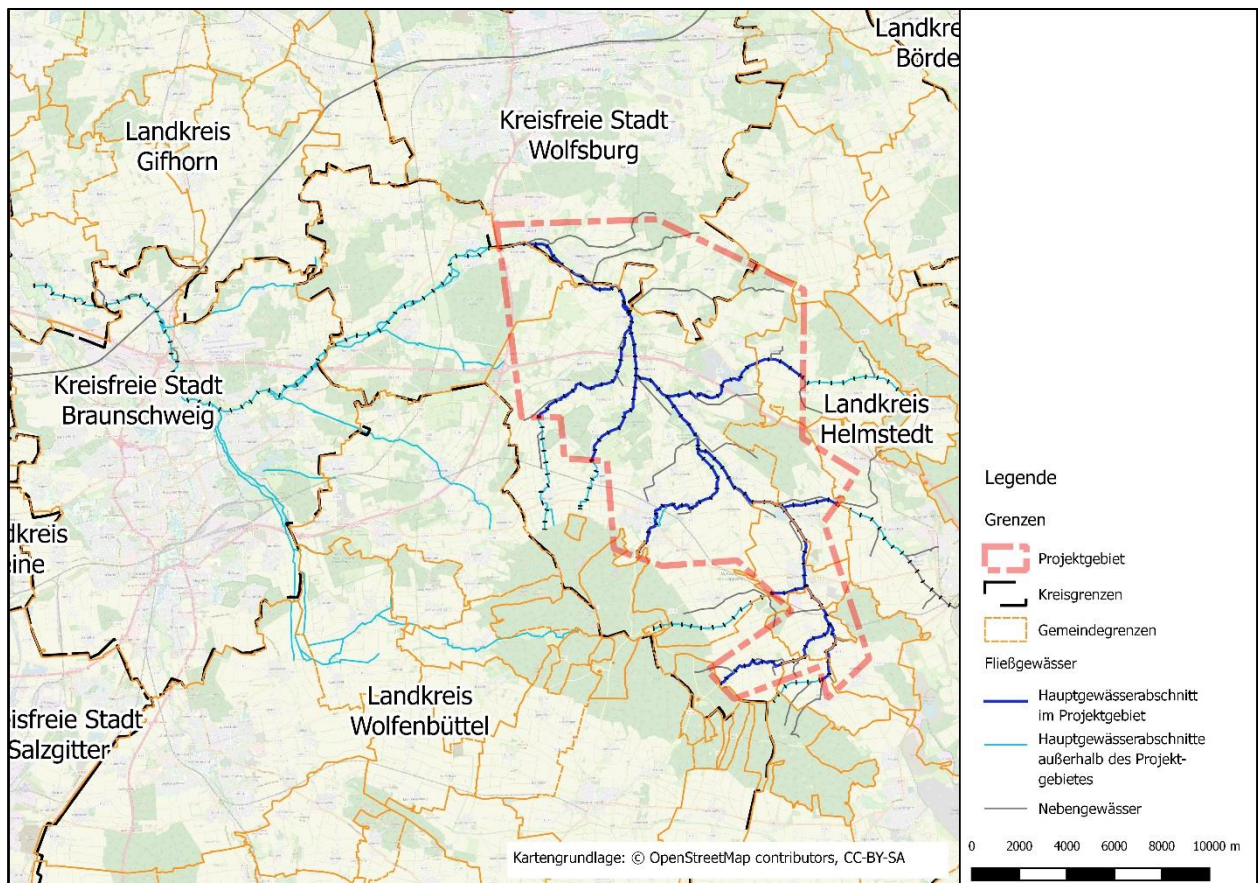 Landkre
Börde
Kreisfreie Stadt
Wolfsburg
Landkreis
Gifhorn
Kreisfreie Stadt
Braunschweig
Landkreis
Helmstedt
dkreis
eine
Landkreis
Wolfenbüttel
eisfreie Stadt
Salzgitter
Kartengrundlage: © OpenStreetMap contributors, CC-BY-SA
Legende
Grenzen
Projektgebiet
Kreisgrenzen
Gemeindegrenzen
Fließgewässer
Hauptgewässerabschnitt
im Projektgebiet
Hauptgewässerabschnitte
außerhalb des Projekt-
gebietes
Nebengewässer
0 2000 4000 6000 8000 10000 m